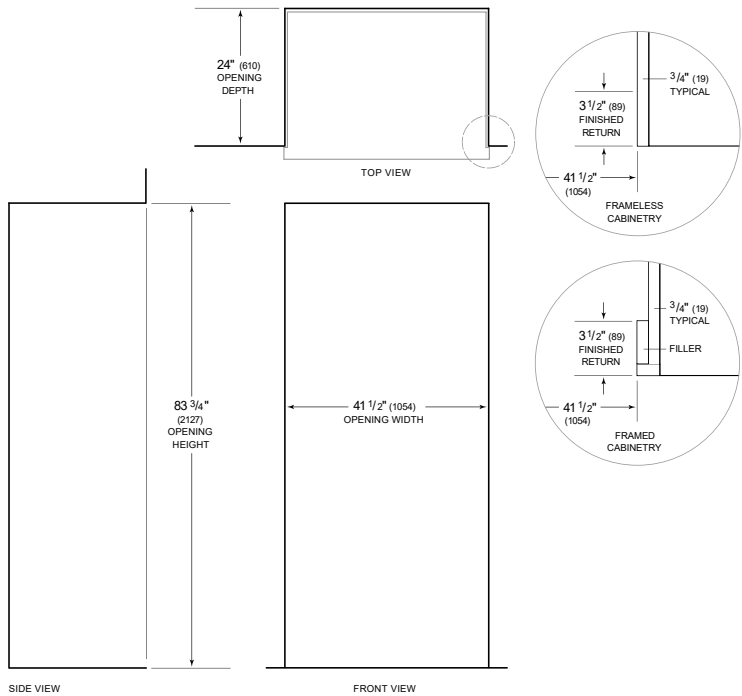 24" (610)
OPENING
DEPTH
TOP VIEW
3/4" (19)
TYPICAL
3 1/2" (89)
FINISHED
RETURN
41 1/2"
(1054)
FRAMELESS
CABINETRY
3/4" (19)
TYPICAL
3 1/2" (89)
FINISHED
RETURN
FILLER
41 1/2"
(1054)
FRAMED
CABINETRY
83 3/4"
(2127)
OPENING
HEIGHT
41 1/2" (1054)
OPENING WIDTH
SIDE VIEW
FRONT VIEW